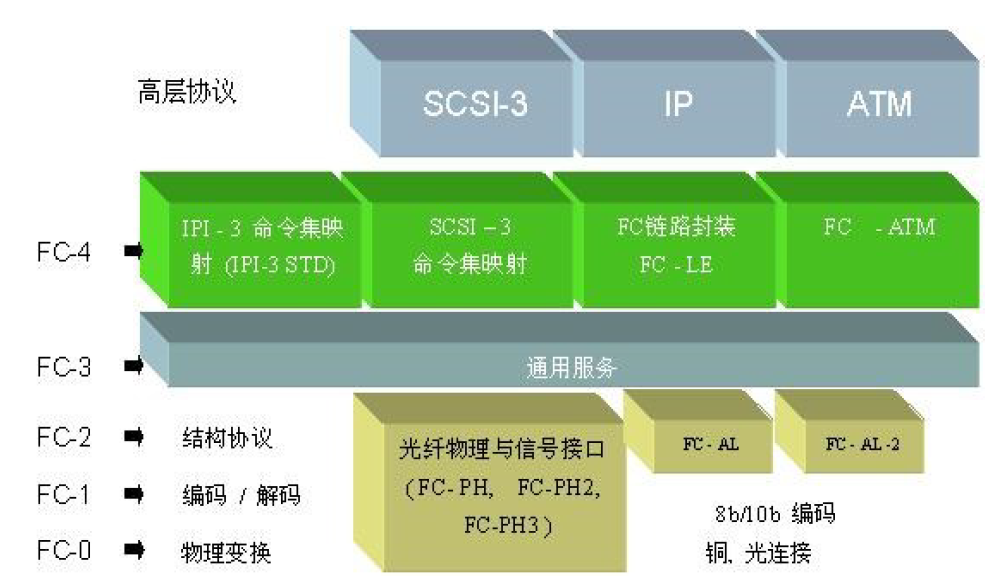 高层协议
SCSI-3
IP
ATM
FC-4
IPI - 3 命令集映
射 (IPI-3 STD)
SCSI – 3
命令集映射
FC链路封装
FC - LE
FC - ATM
FC-3
通用服务
FC-2
结构协议
光纤物理与信号接口
(FC- PH, FC-PH2,
FC-PH3 )
FC - AL
FC - AL -2
FC-1
编码 / 解码
8b/10b 编码
FC-0
物理变换
铜, 光连接